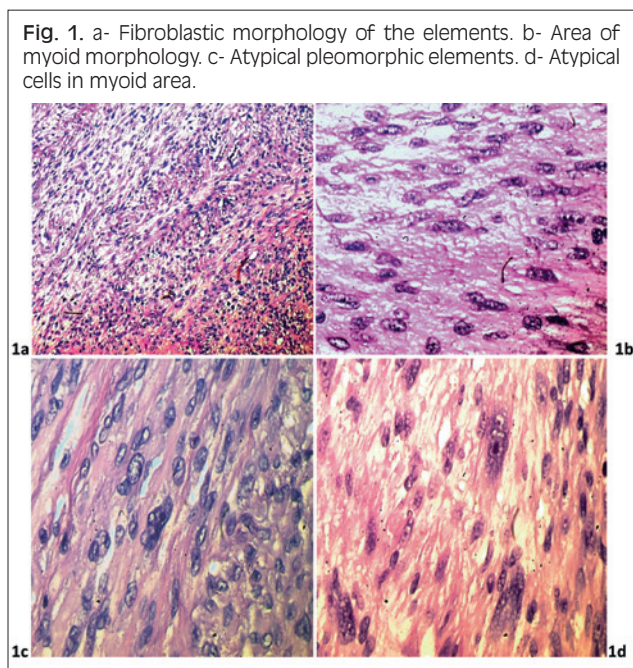 Fig. 1. a- Fibroblastic morphology of the elements. b- Area of
myoid morphology. c- Atypical pleomorphic elements. d- Atypical
cells in myoid area.
1a
1b
1c
1d